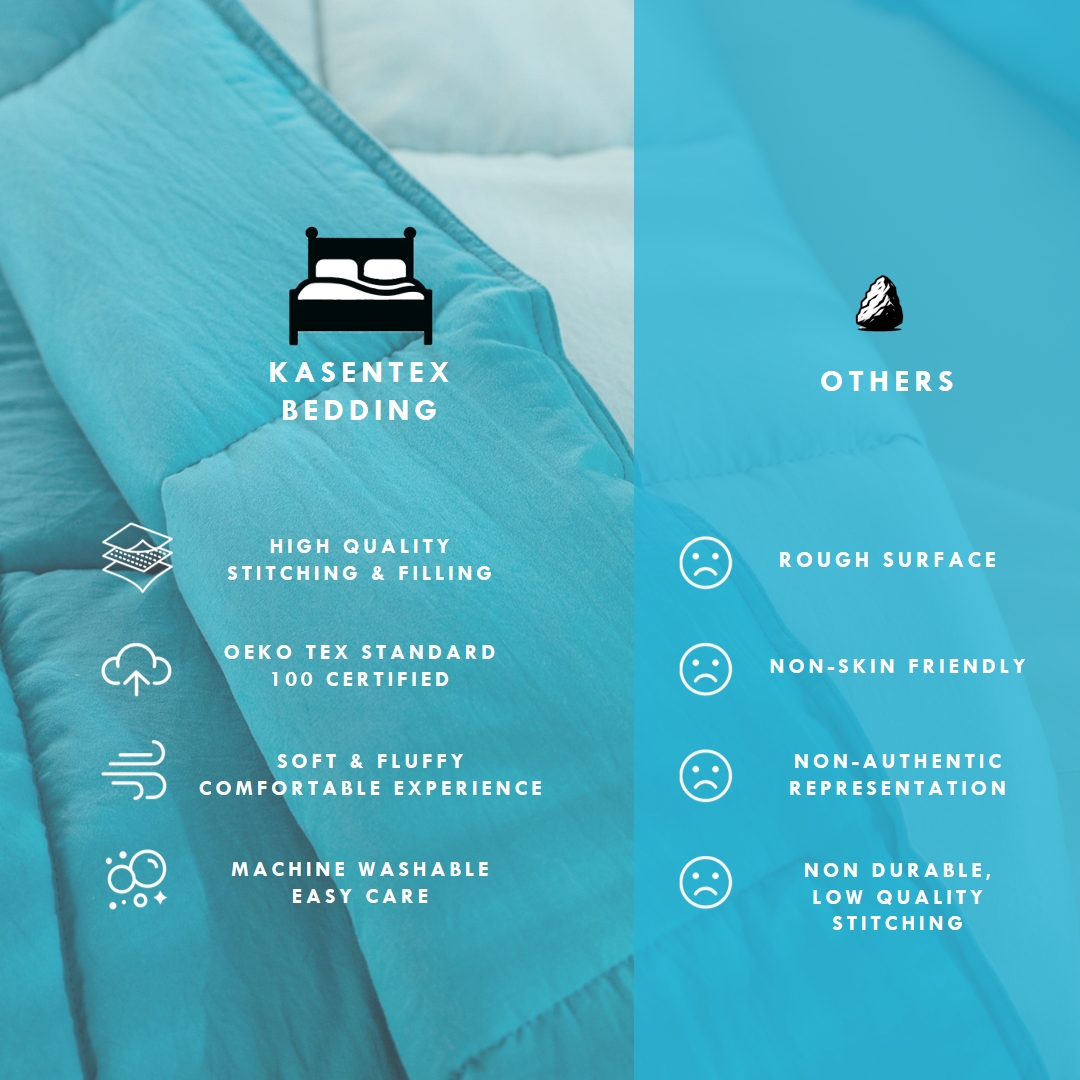 KASENTEX
BEDDING
HIGH QUALITY
STITCHING & FILLING
OEKO TEX STANDARD
100 CERTIFIED
SOFT & FLUFFY
COMFORTABLE EXPERIENCE
MACHINE WASHABLE
EASY CARE
OTHERS
ROUGH SURFACE
NON-SKIN FRIENDLY
NON-AUTHENTIC
REPRESENTATION
NON DURABLE,
LOW QUALITY
STITCHING